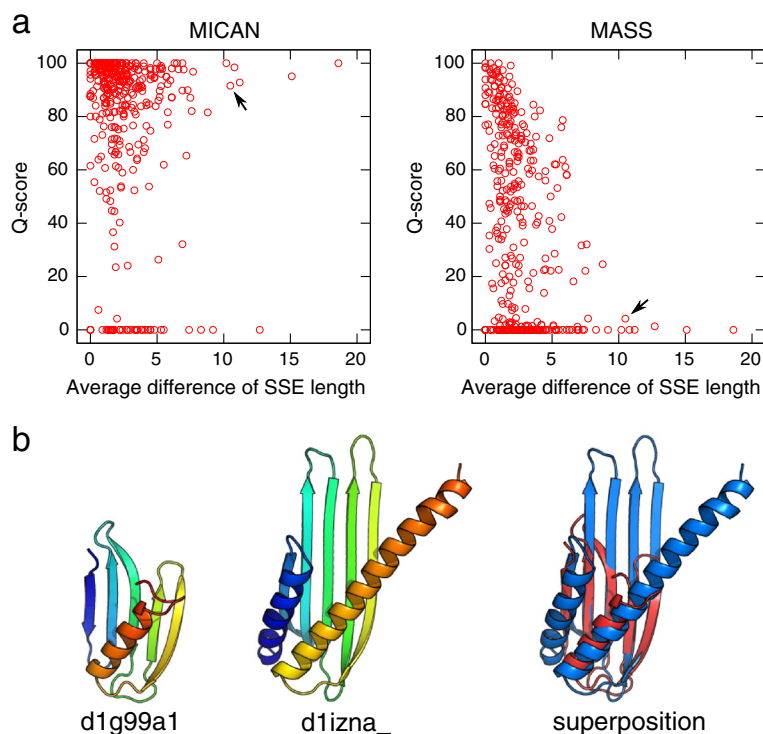 a
MICAN
MASS
Q-score
100
80
60
40
20
0
0 5 10 15 20
Average difference of SSE length
Q-score
100
80
60
40
20
0
0 5 10 15 20
Average difference of SSE length
b
d1g99a1
d1izna_
superposition